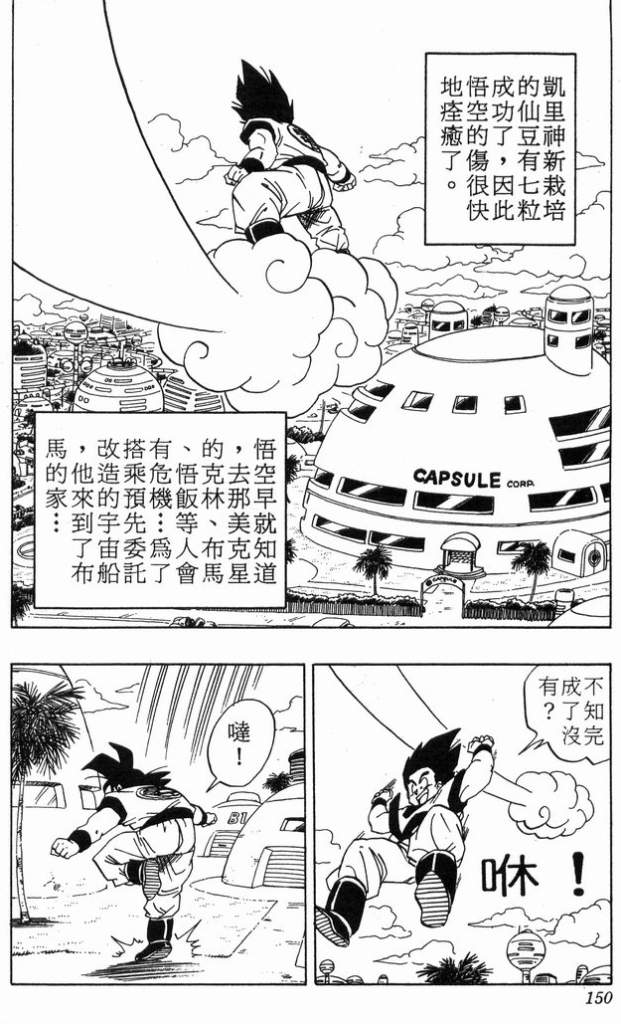 凱里神新栽培
的仙豆有七粒
成功了，因此
悟空的傷很快
地痊癒了。
CAPSULE CORP.
CAPSULE
悟空早就知道
，去那美克星
的克林、布馬
、悟飯等人會
有危機…為了
搭乘預先委託
改造的宇宙船
，他來到了布
馬的家…
不知完
成了沒
有？
咻！
噠！
B1
150